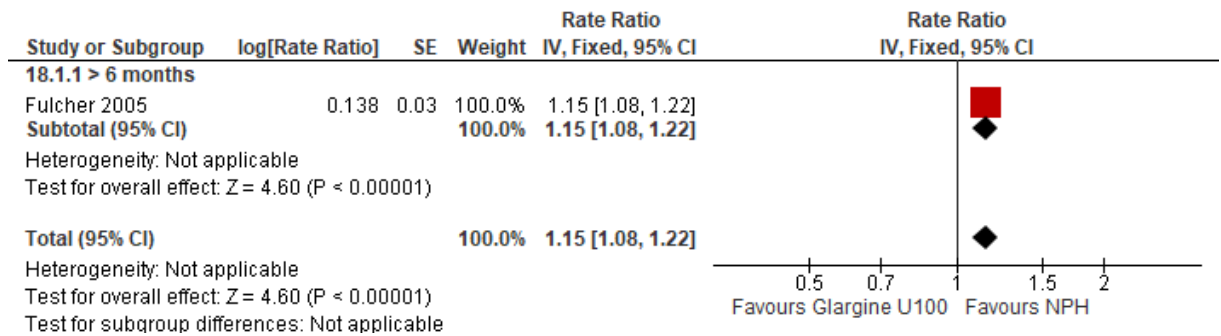 Rate Ratio Rate Ratio
Study or Subgroup log[Rate Ratio] SE Weight IV, Fixed, 95% CI IV, Fixed, 95% CI
18.1.1 > 6 months
Fulcher 2005 0.138 0.03 100.0% 1.15 [1.08, 1.22]
Subtotal (95% CI) 100.0% 1.15 [1.08, 1.22]
Heterogeneity: Not applicable
Test for overall effect: Z = 4.60 (P < 0.00001)
Total (95% CI) 100.0% 1.15 [1.08, 1.22]
Heterogeneity: Not applicable
Test for overall effect: Z = 4.60 (P < 0.00001)
Test for subgroup differences: Not applicable
0.5 0.7 1 1.5 2
Favours Glargine U100 Favours NPH